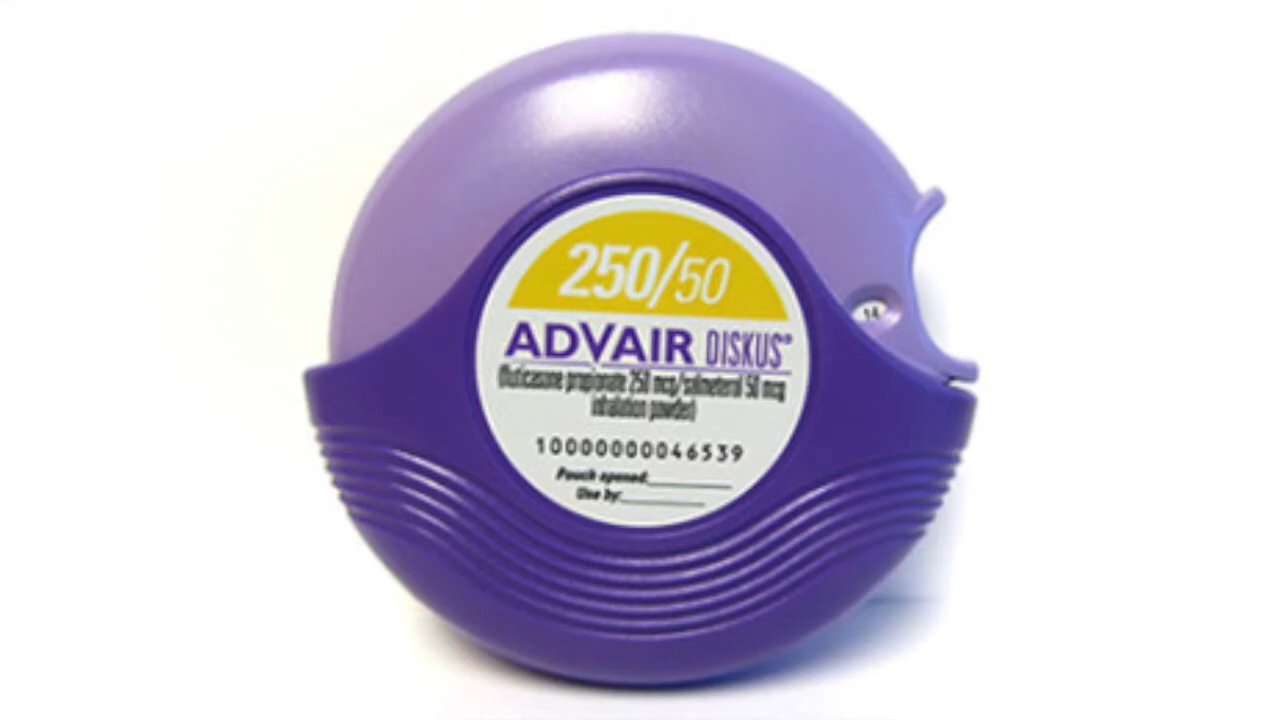 250/50
ADVAIR DISKUS®
(fluticasone propionate 250 mcg/salmeterol 50 mcg
inhalation powder)
10000000046539
Pouch opened:
Use by: